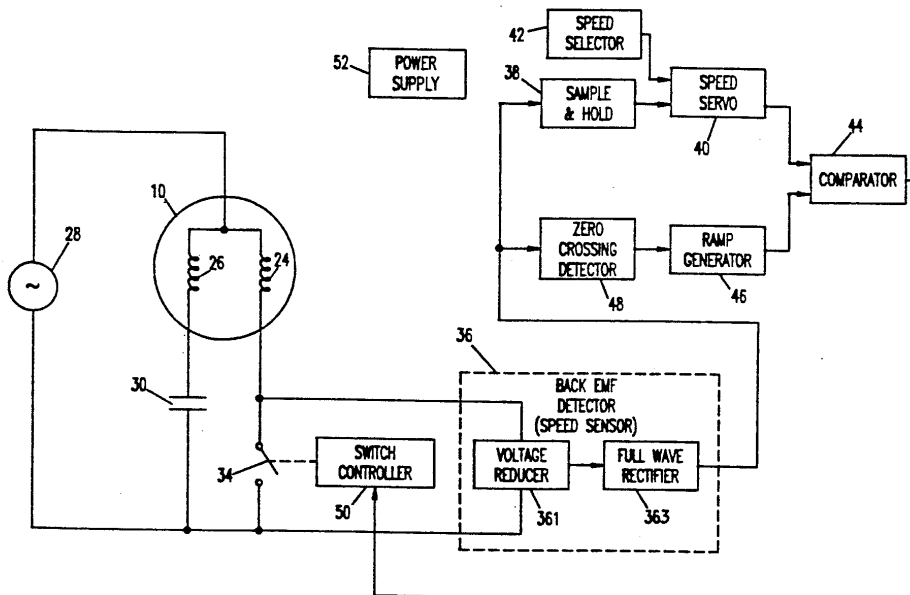 42
SPEED
SELECTOR
52
POWER
SUPPLY
38
SAMPLE
& HOLD
SPEED
SERVO
40
44
COMPARATOR
10
28
~
26
24
ZERO
CROSSING
DETECTOR
48
RAMP
GENERATOR
46
30
36
BACK EMF
DETECTOR
(SPEED SENSOR)
34
SWITCH
CONTROLLER
50
VOLTAGE
REDUCER
361
FULL WAVE
RECTIFIER
363